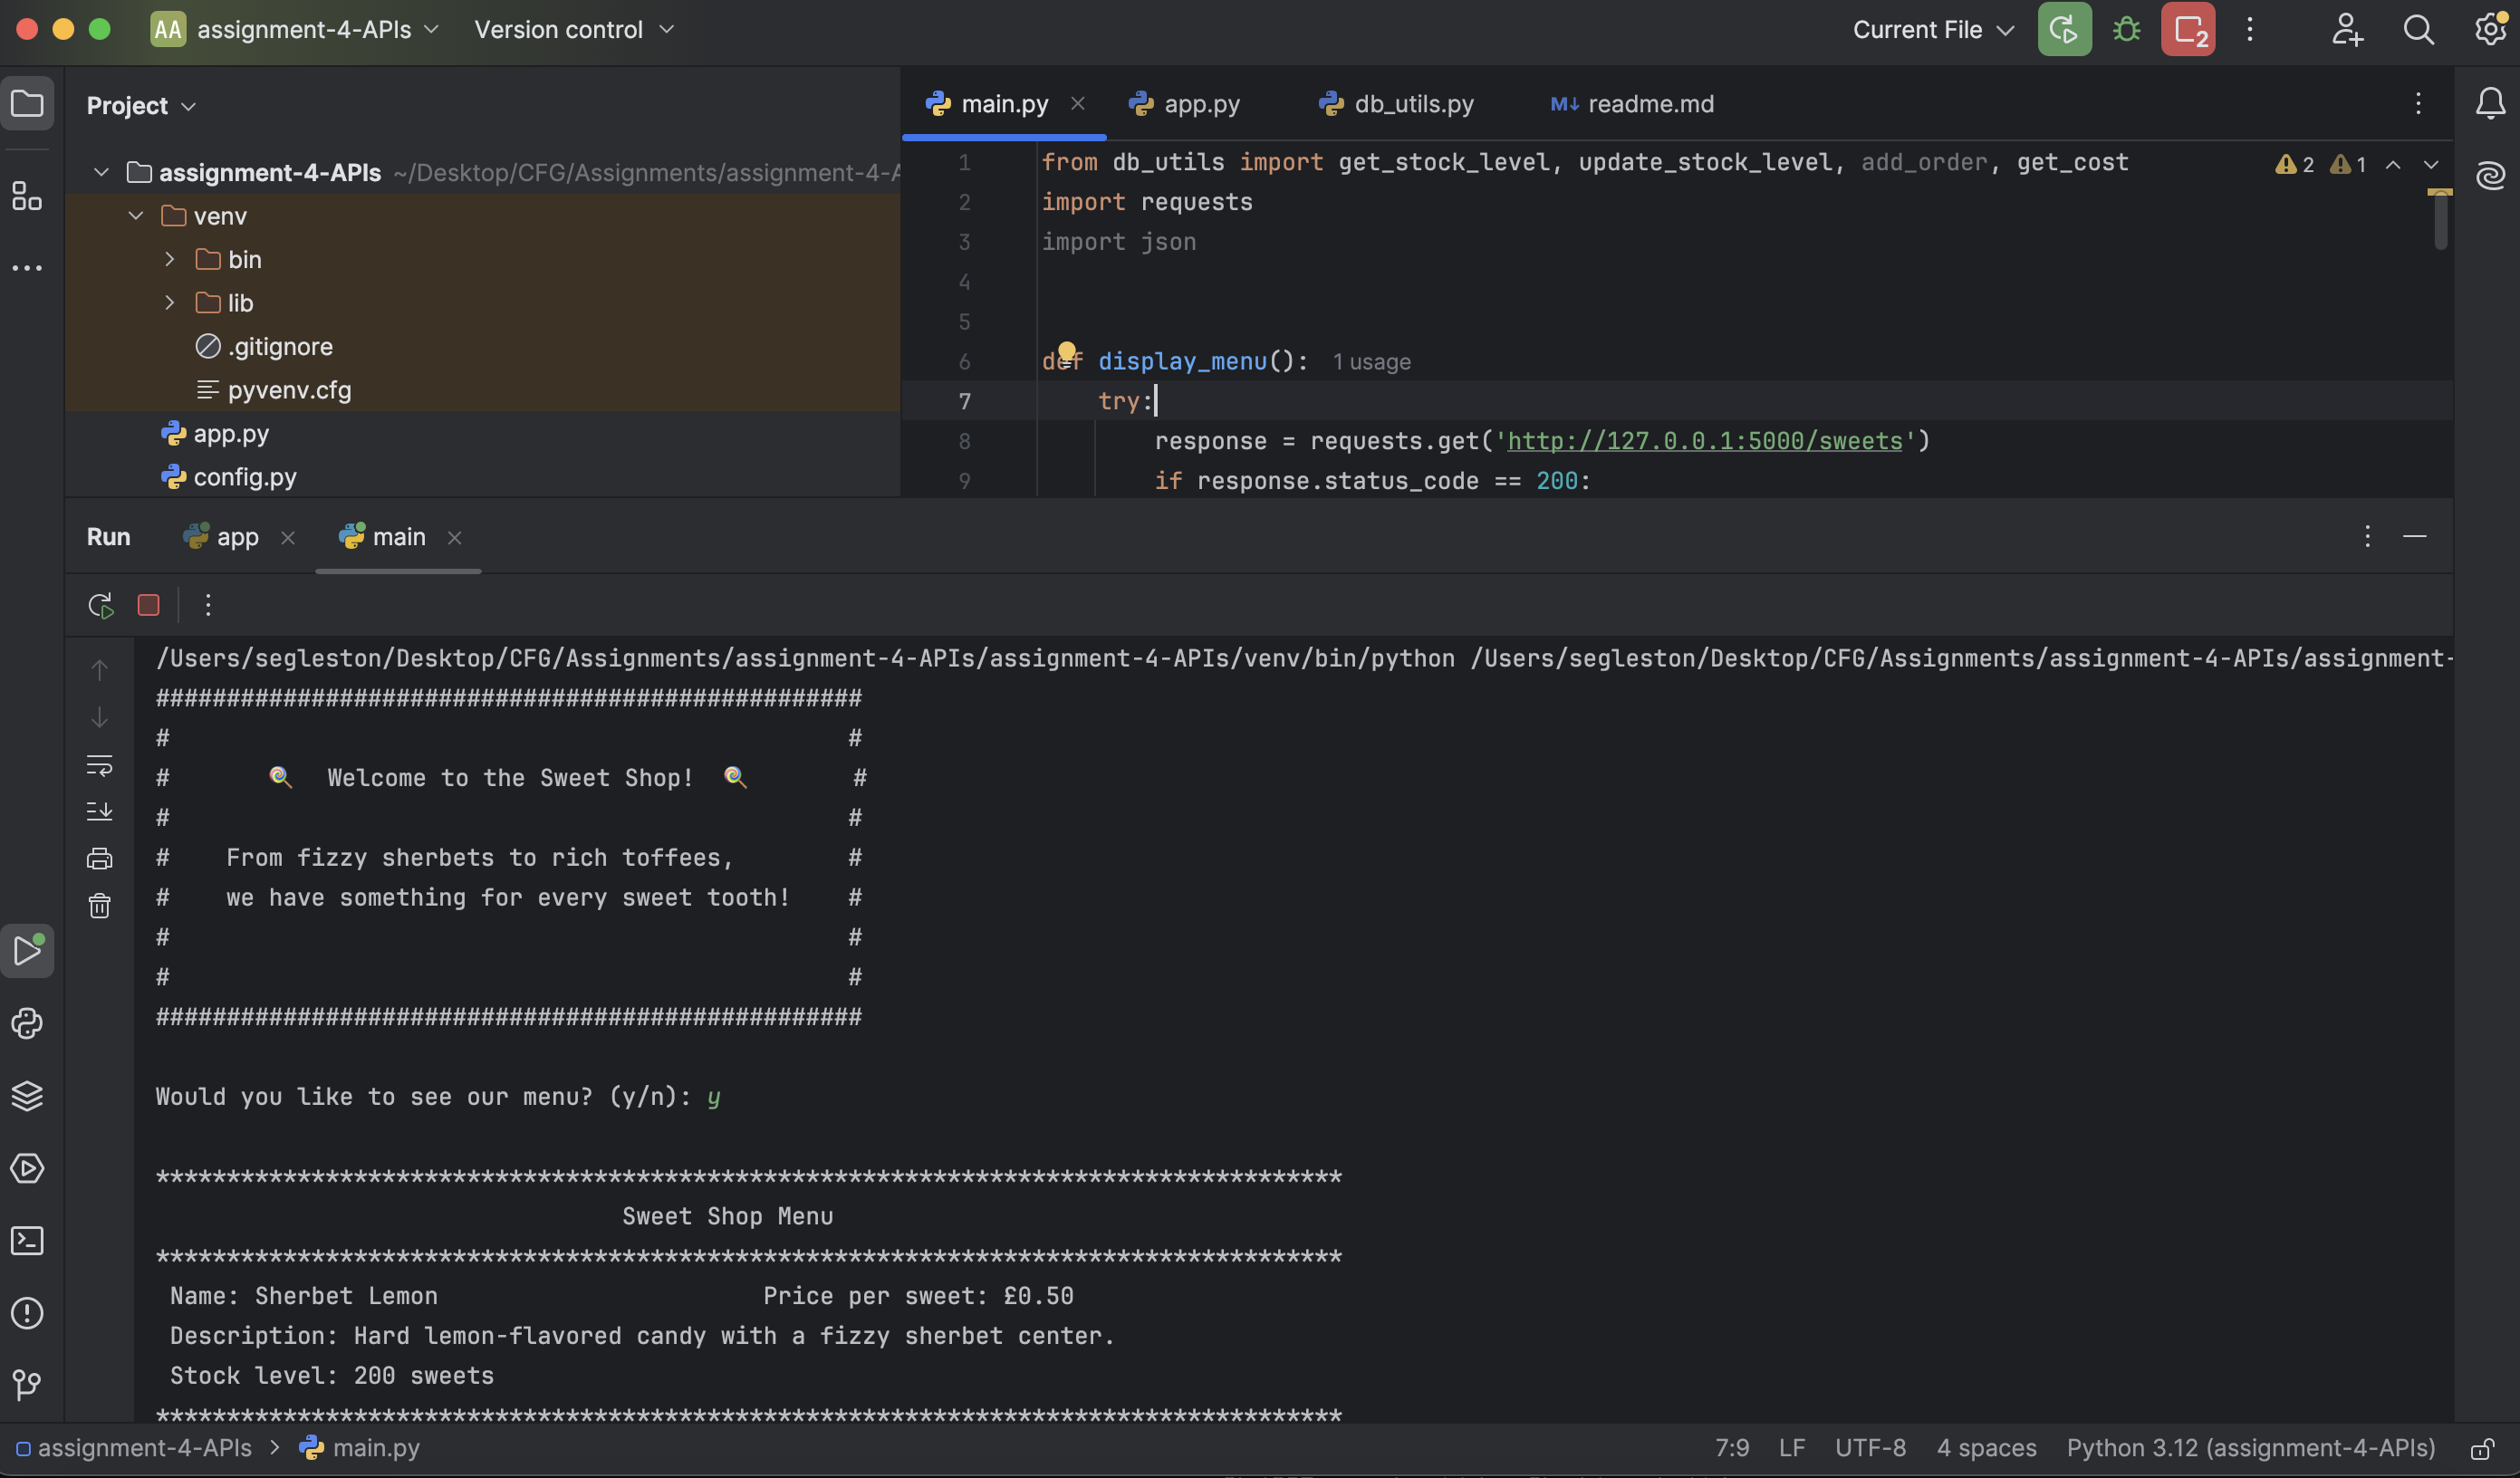 AA assignment-4-APIs Version control Current File 2
Project
assignment-4-APIs ~/Desktop/CFG/Assignments/assignment-4-A
venv
bin
lib
.gitignore
pyvenv.cfg
app.py
config.py
main.py app.py db_utils.py M↓ readme.md
1 from db_utils import get_stock_level, update_stock_level, add_order, get_cost 2 1
2 import requests
3 import json
4
5
6 def display_menu(): 1 usage
7 try:
8 response = requests.get('http://127.0.0.1:5000/sweets')
9 if response.status_code == 200:
Run app main
/Users/segleston/Desktop/CFG/Assignments/assignment-4-APIs/assignment-4-APIs/venv/bin/python /Users/segleston/Desktop/CFG/Assignments/assignment-4-APIs/assignment-
##################################################
# #
# 🍭 Welcome to the Sweet Shop! 🍭 #
# #
# From fizzy sherbets to rich toffees, #
# we have something for every sweet tooth! #
# #
# #
##################################################
Would you like to see our menu? (y/n): y
************************************************************************************
Sweet Shop Menu
************************************************************************************
Name: Sherbet Lemon Price per sweet: £0.50
Description: Hard lemon-flavored candy with a fizzy sherbet center.
Stock level: 200 sweets
************************************************************************************
assignment-4-APIs > main.py 7:9 LF UTF-8 4 spaces Python 3.12 (assignment-4-APIs)